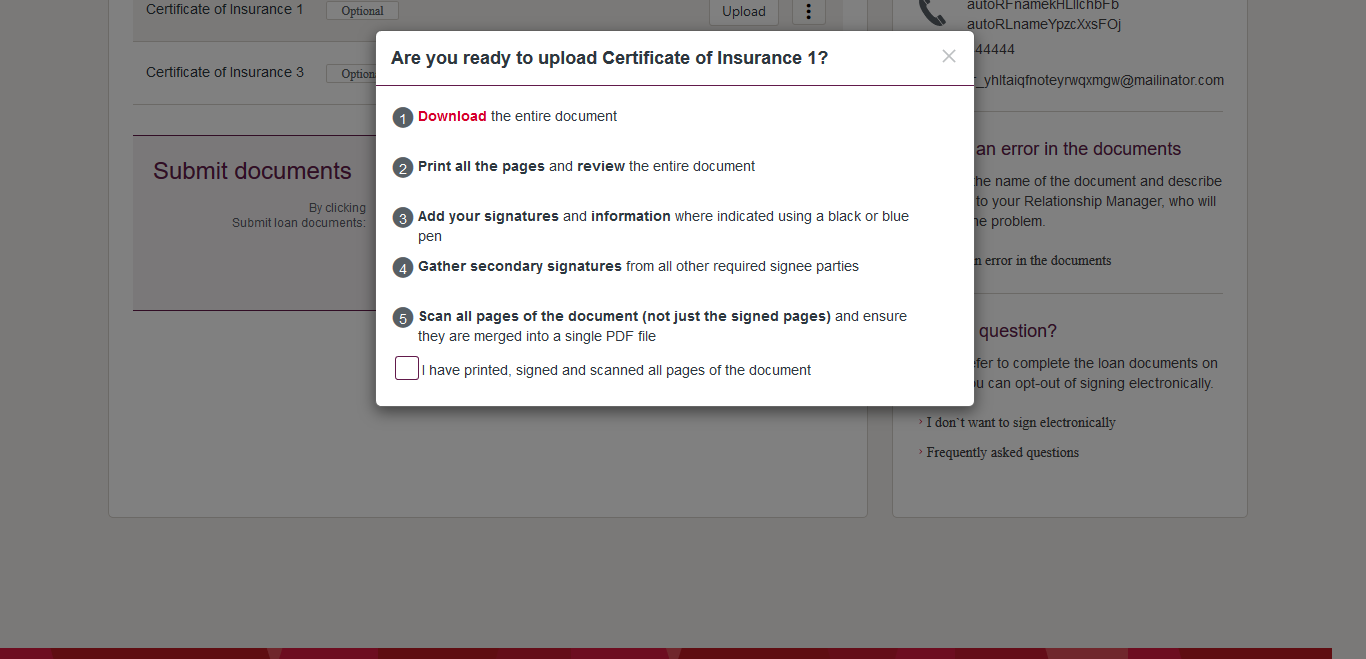 Certificate of Insurance 1
Optional
Upload
Certificate of Insurance 3
Option
Submit documents
By clicking
Submit loan documents:
Are you ready to upload Certificate of Insurance 1?
1 Download the entire document
2 Print all the pages and review the entire document
3 Add your signatures and information where indicated using a black or blue
pen
4 Gather secondary signatures from all other required signee parties
5 Scan all pages of the document (not just the signed pages) and ensure
they are merged into a single PDF file
I have printed, signed and scanned all pages of the document
autoRLnameYpzcXxsFOj
44444
r_yhltaiqfnoteyrwqxmgw@mailinator.com
an error in the documents
the name of the document and describe
to your Relationship Manager, who will
he problem.
n error in the documents
question?
efer to complete the loan documents on
ou can opt-out of signing electronically.
› I don`t want to sign electronically
› Frequently asked questions